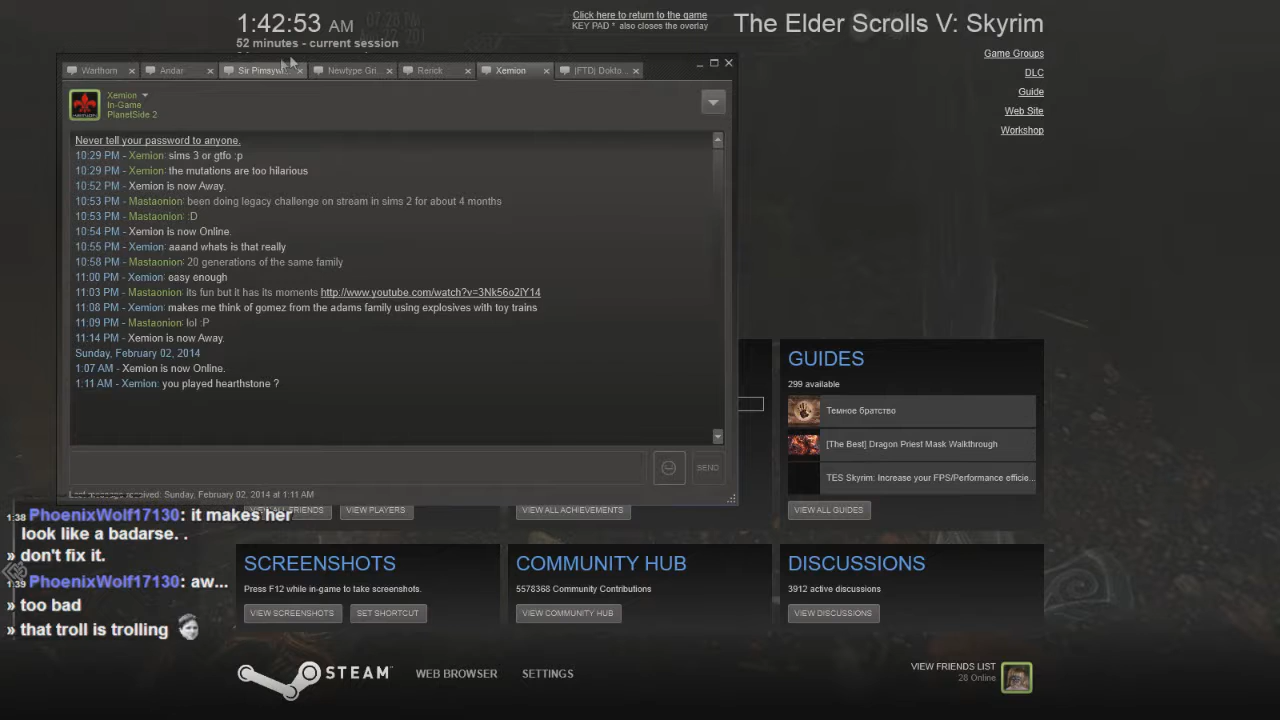 1:42:53 AM
52 minutes - current session
Click here to return to the game
KEY PAD * also closes the overlay
The Elder Scrolls V: Skyrim
Game Groups
DLC
Guide
Web Site
Workshop
Warthorn
Andar
Newtype Gri...
Rerick
Xemion
[FTD] Dokto...
Xemion
In-Game
PlanetSide 2
Never tell your password to anyone.
10:29 PM - Xemion: sims 3 or gtfo :p
10:29 PM - Xemion: the mutations are too hilarious
10:52 PM - Xemion is now Away.
10:53 PM - Mastaonion: been doing legacy challenge on stream in sims 2 for about 4 months
10:53 PM - Mastaonion: :D
10:54 PM - Xemion is now Online.
10:55 PM - Xemion: aaand whats is that really
10:58 PM - Mastaonion: 20 generations of the same family
11:00 PM - Xemion: easy enough
11:03 PM - Mastaonion: its fun but it has its moments http://www.youtube.com/watch?v=3Nk56o2iY14
11:08 PM - Xemion: makes me think of gomez from the adams family using explosives with toy trains
11:09 PM - Mastaonion: lol :P
11:14 PM - Xemion is now Away.
Sunday, February 02, 2014
1:07 AM - Xemion is now Online.
1:11 AM - Xemion: you played hearthstone ?
SEND
Last message received: Sunday, February 02, 2014 at 1:11 AM
GUIDES
299 available
Темное братство
[The Best] Dragon Priest Mask Walkthrough
TES Skyrim: Increase your FPS/Performance efficie...
VIEW ALL FRIENDS
VIEW PLAYERS
VIEW ALL ACHIEVEMENTS
VIEW ALL GUIDES
1:38 PhoenixWolf17130: it makes her
look like a badarse. .
» don't fix it.
1:39 PhoenixWolf17130: aw...
» too bad
» that troll is trolling
SCREENSHOTS
Press F12 while in-game to take screenshots.
VIEW SCREENSHOTS
SET SHORTCUT
COMMUNITY HUB
5578368 Community Contributions
VIEW COMMUNITY HUB
DISCUSSIONS
3912 active discussions
VIEW DISCUSSIONS
STEAM
WEB BROWSER
SETTINGS
VIEW FRIENDS LIST
28 Online